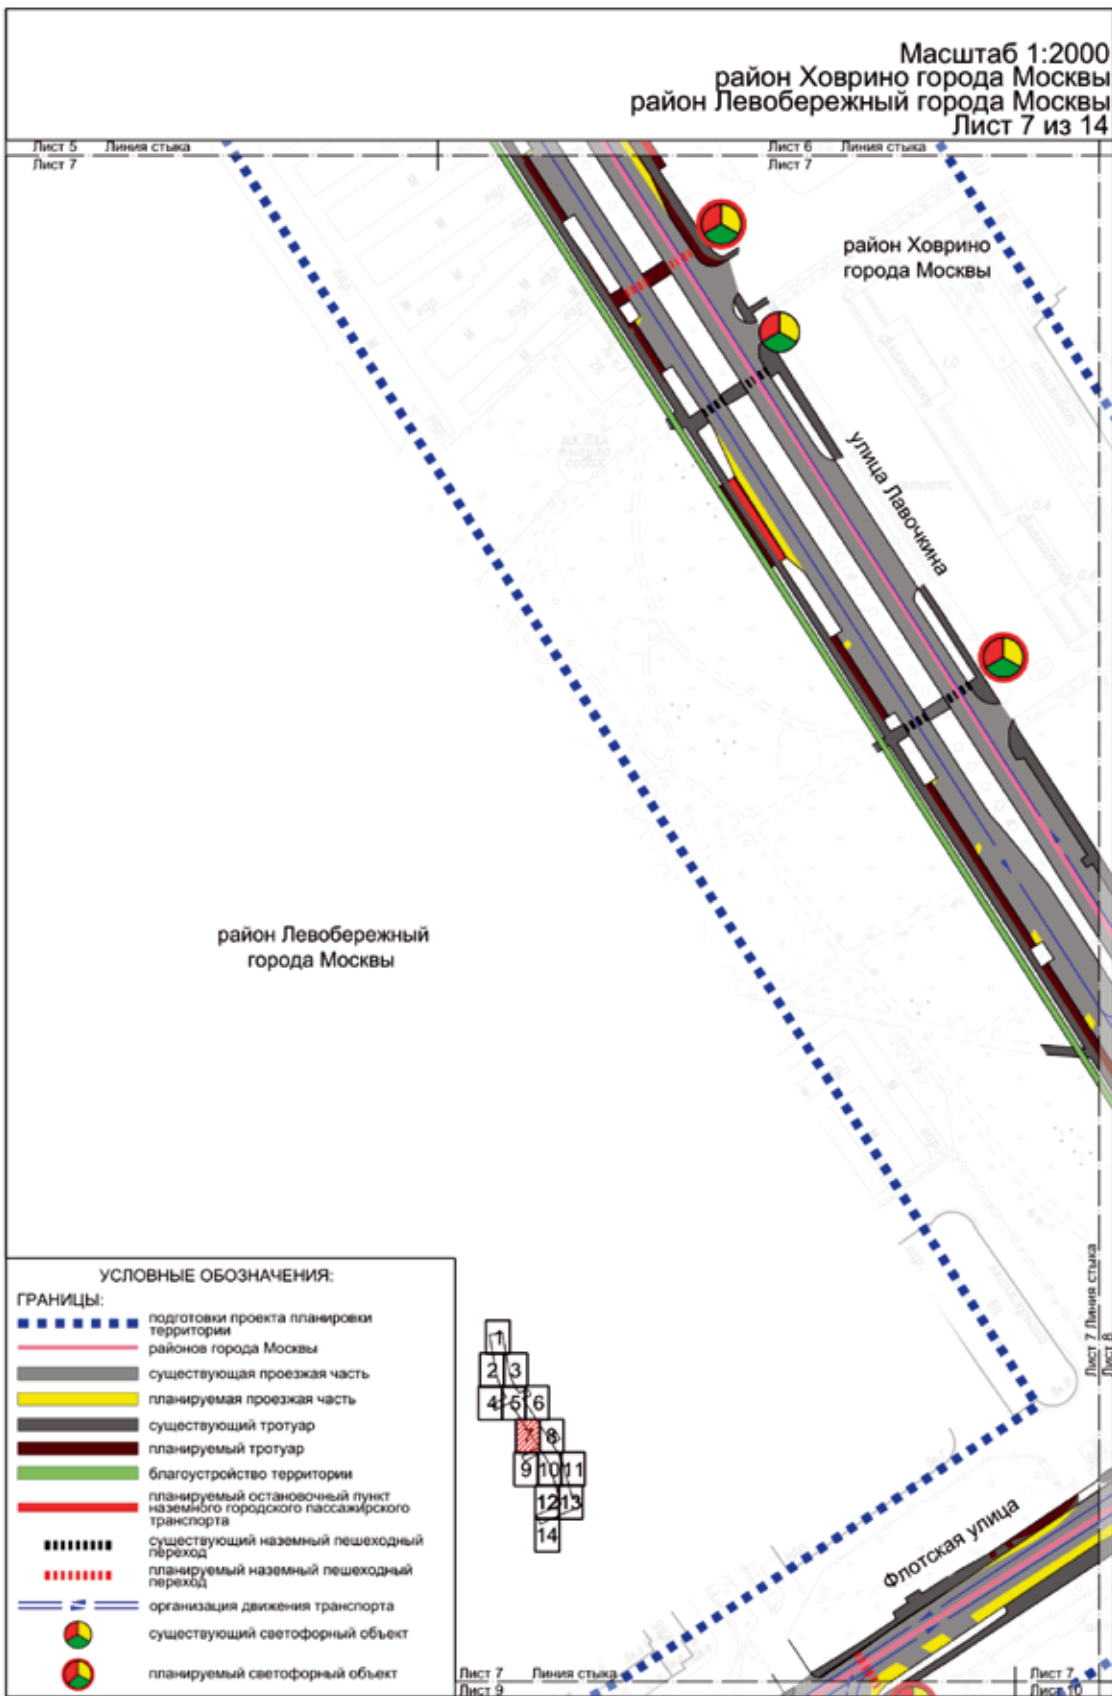 Масштаб 1:2000
район Ховрино города Москвы
район Левобережный города Москвы
Лист 7 из 14
Лист 5 Линия стыка
Лист 7
Лист 6 Линия стыка
Лист 7
район Ховрино
города Москвы
улица Лавочкина
район Левобережный
города Москвы
Лист 7 Линия стыка
Лист 8
УСЛОВНЫЕ ОБОЗНАЧЕНИЯ:
ГРАНИЦЫ:
подготовки проекта планировки
территории
районов города Москвы
существующая проезжая часть
планируемая проезжая часть
существующий тротуар
планируемый тротуар
благоустройство территории
планируемый остановочный пункт
наземного городского пассажирского
транспорта
существующий наземный пешеходный
переход
планируемый наземный пешеходный
переход
организация движения транспорта
существующий светофорный объект
планируемый светофорный объект
1
2 3
4 5 6
7 8
9 10 11
12 13
14
Флотская улица
Лист 7 Линия стыка
Лист 9
Лист 7
Лист 10